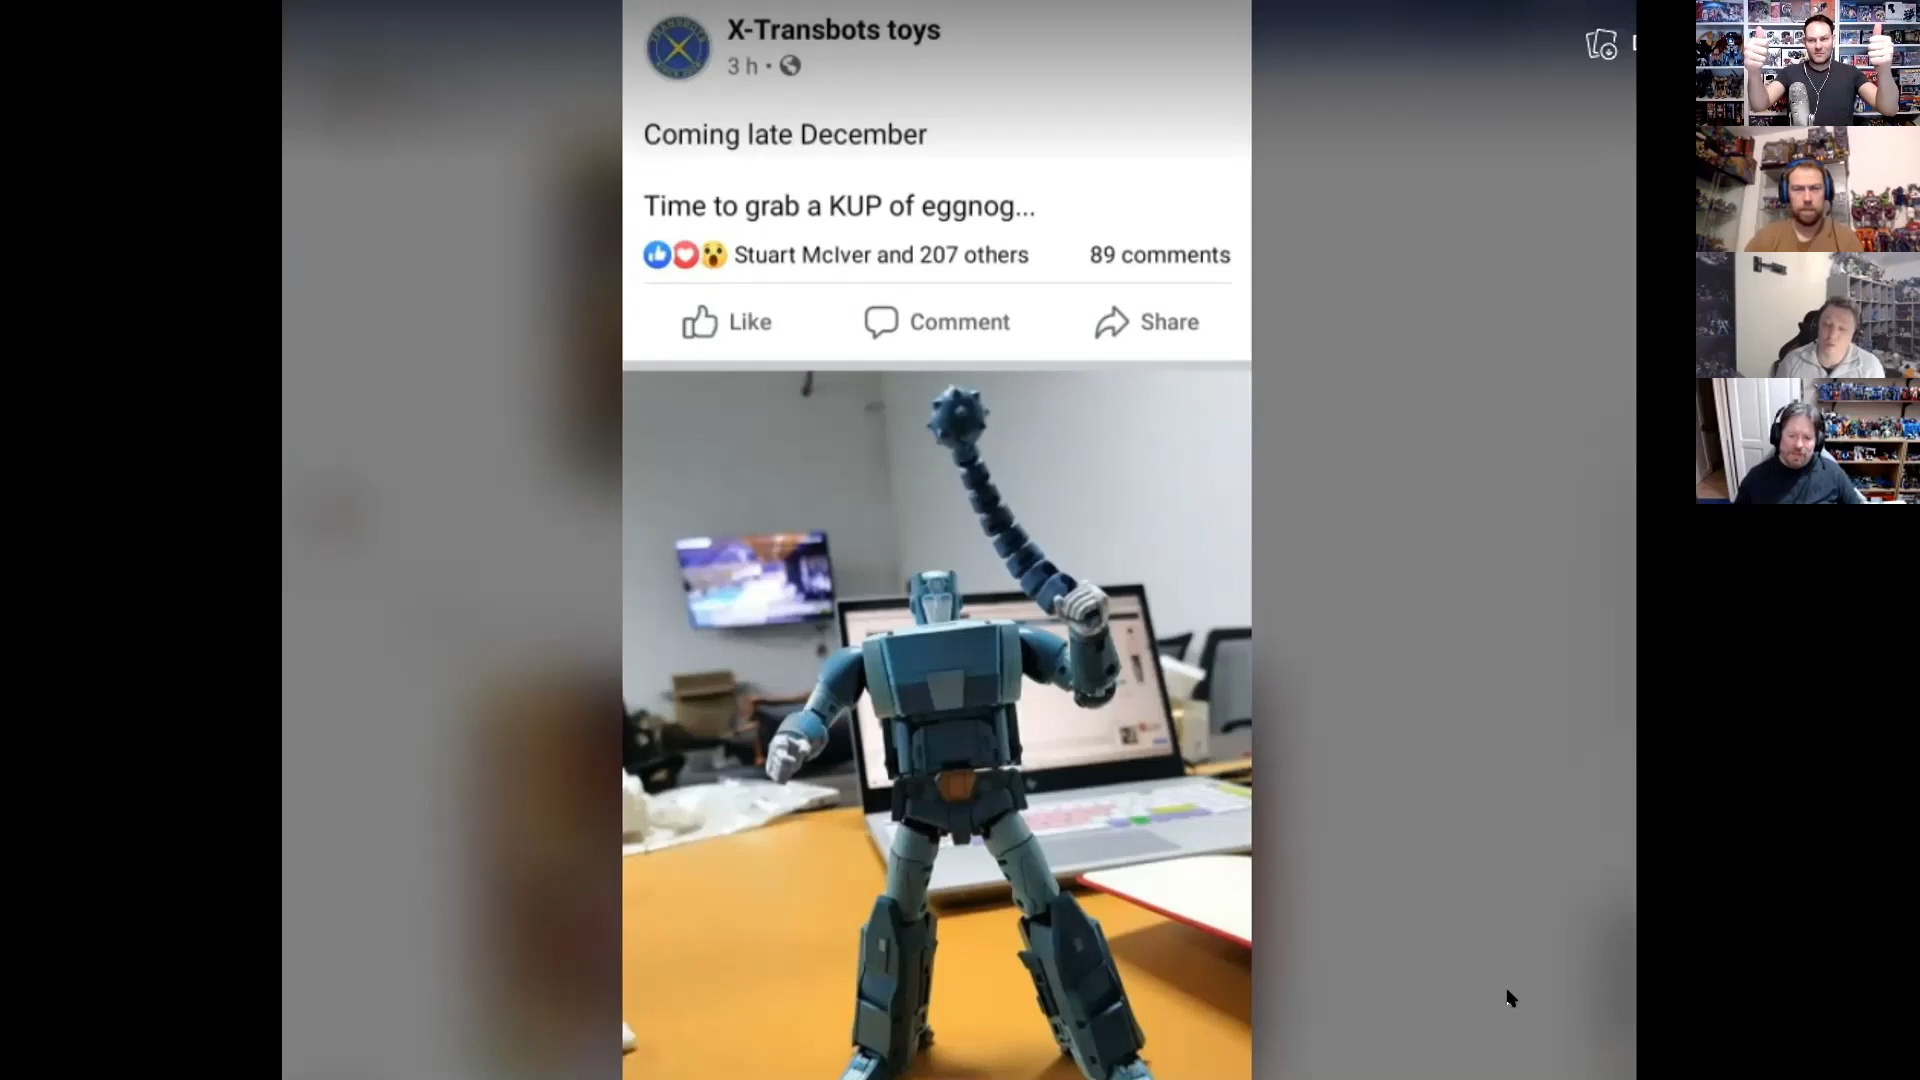 X-Transbots toys
3 h
Coming late December
Time to grab a KUP of eggnog...
Stuart McIver and 207 others
89 comments
Like
Comment
Share